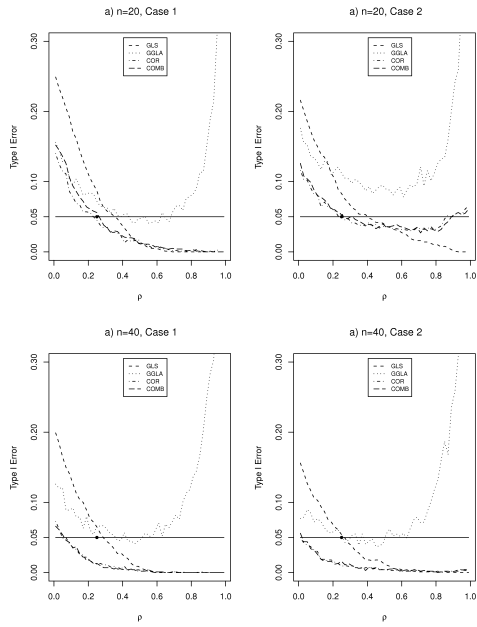 a) n=20, Case 1
Type I Error
0.30
0.20
0.10
0.05
0.00
GLS
GGLA
COR
COMB
0.0 0.2 0.4 0.6 0.8 1.0
ρ
a) n=20, Case 2
Type I Error
0.30
0.20
0.10
0.05
0.00
GLS
GGLA
COR
COMB
0.0 0.2 0.4 0.6 0.8 1.0
ρ
a) n=40, Case 1
Type I Error
0.30
0.20
0.10
0.05
0.00
GLS
GGLA
COR
COMB
0.0 0.2 0.4 0.6 0.8 1.0
ρ
a) n=40, Case 2
Type I Error
0.30
0.20
0.10
0.05
0.00
GLS
GGLA
COR
COMB
0.0 0.2 0.4 0.6 0.8 1.0
ρ